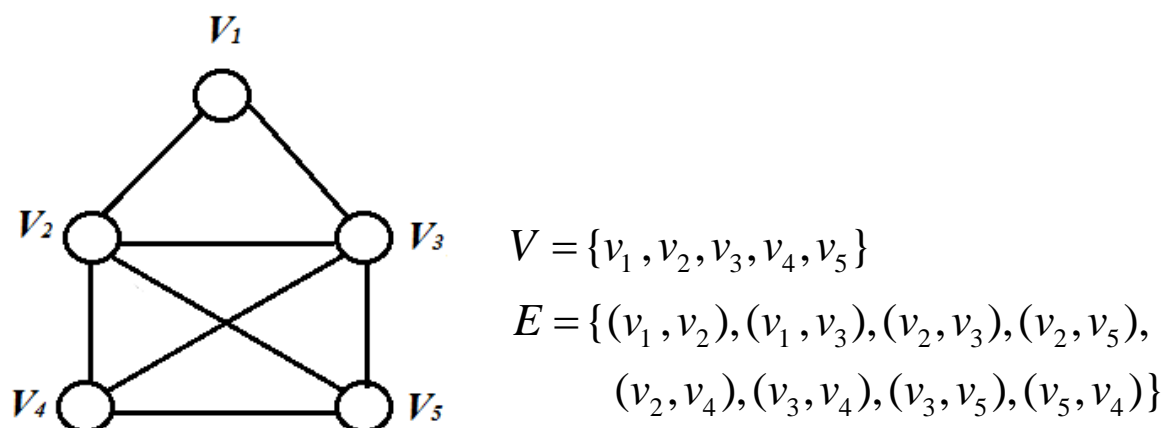 V₁
V₂
V₃
V = {v₁ , v₂, v₃, v₄, v₅}
E = {(v₁ , v₂), (v₁ , v₃), (v₂, v₃), (v₂, v₅),
(v₂, v₄), (v₃, v₄), (v₃, v₅), (v₅, v₄)}
V₄
V₅